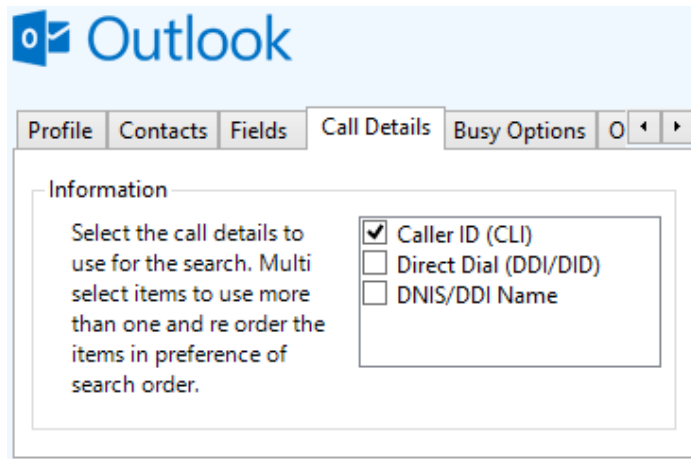 Outlook
Profile Contacts Fields Call Details Busy Options O
Information
Select the call details to
use for the search. Multi
select items to use more
than one and re order the
items in preference of
search order.
Caller ID (CLI)
Direct Dial (DDI/DID)
DNIS/DDI Name